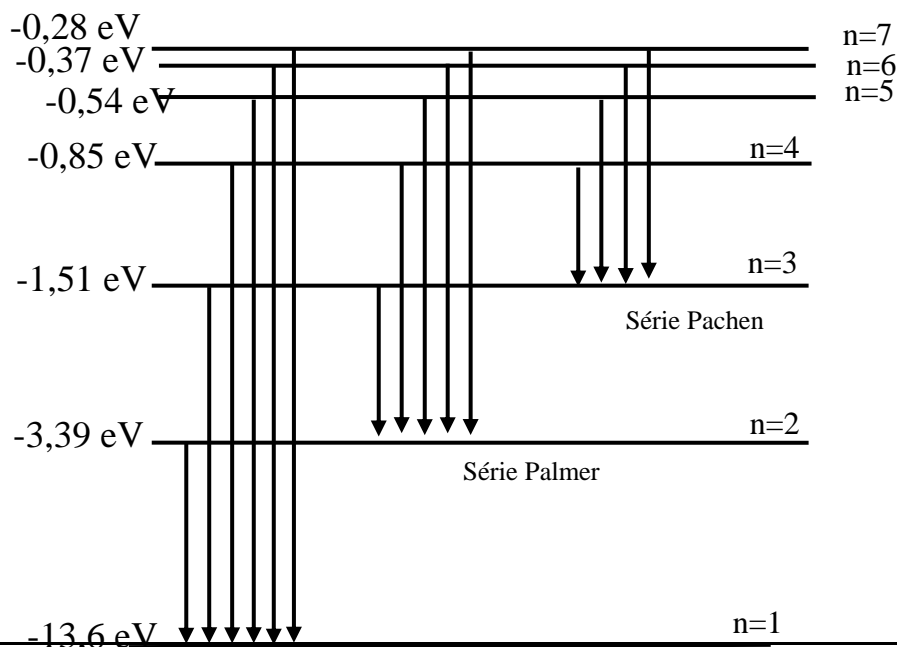 -0,28 eV n=7
-0,37 eV n=6
-0,54 eV n=5
-0,85 eV n=4
-1,51 eV n=3
Série Pachen
-3,39 eV n=2
Série Palmer
-13,6 eV n=1